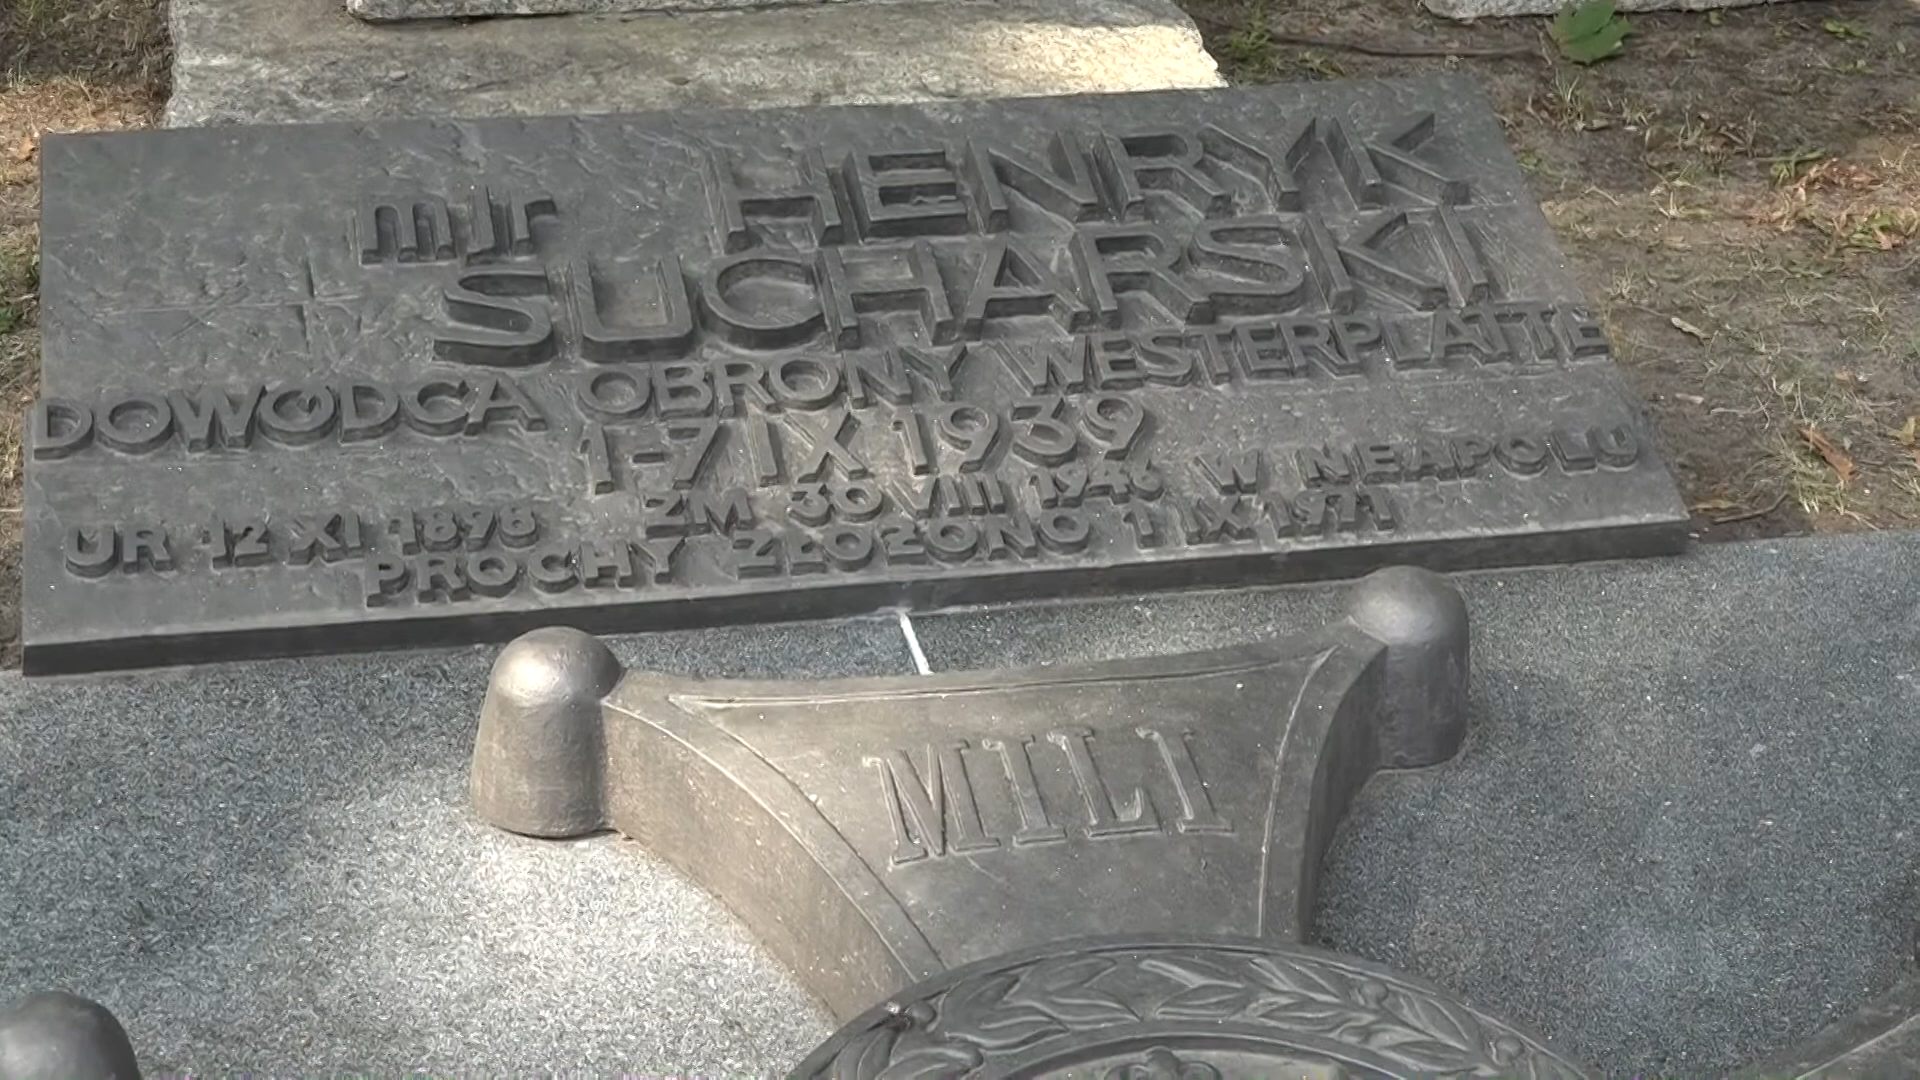 mjr HENRYK
SUCHARSKI
DOWÓDCA OBRONY WESTERPLATTE
1-7 IX 1939
UR 12 XI 1898 ZM 30 VIII 1946 W NEAPOLU
PROCHY ZŁOŻONO 1 IX 1971
MILI